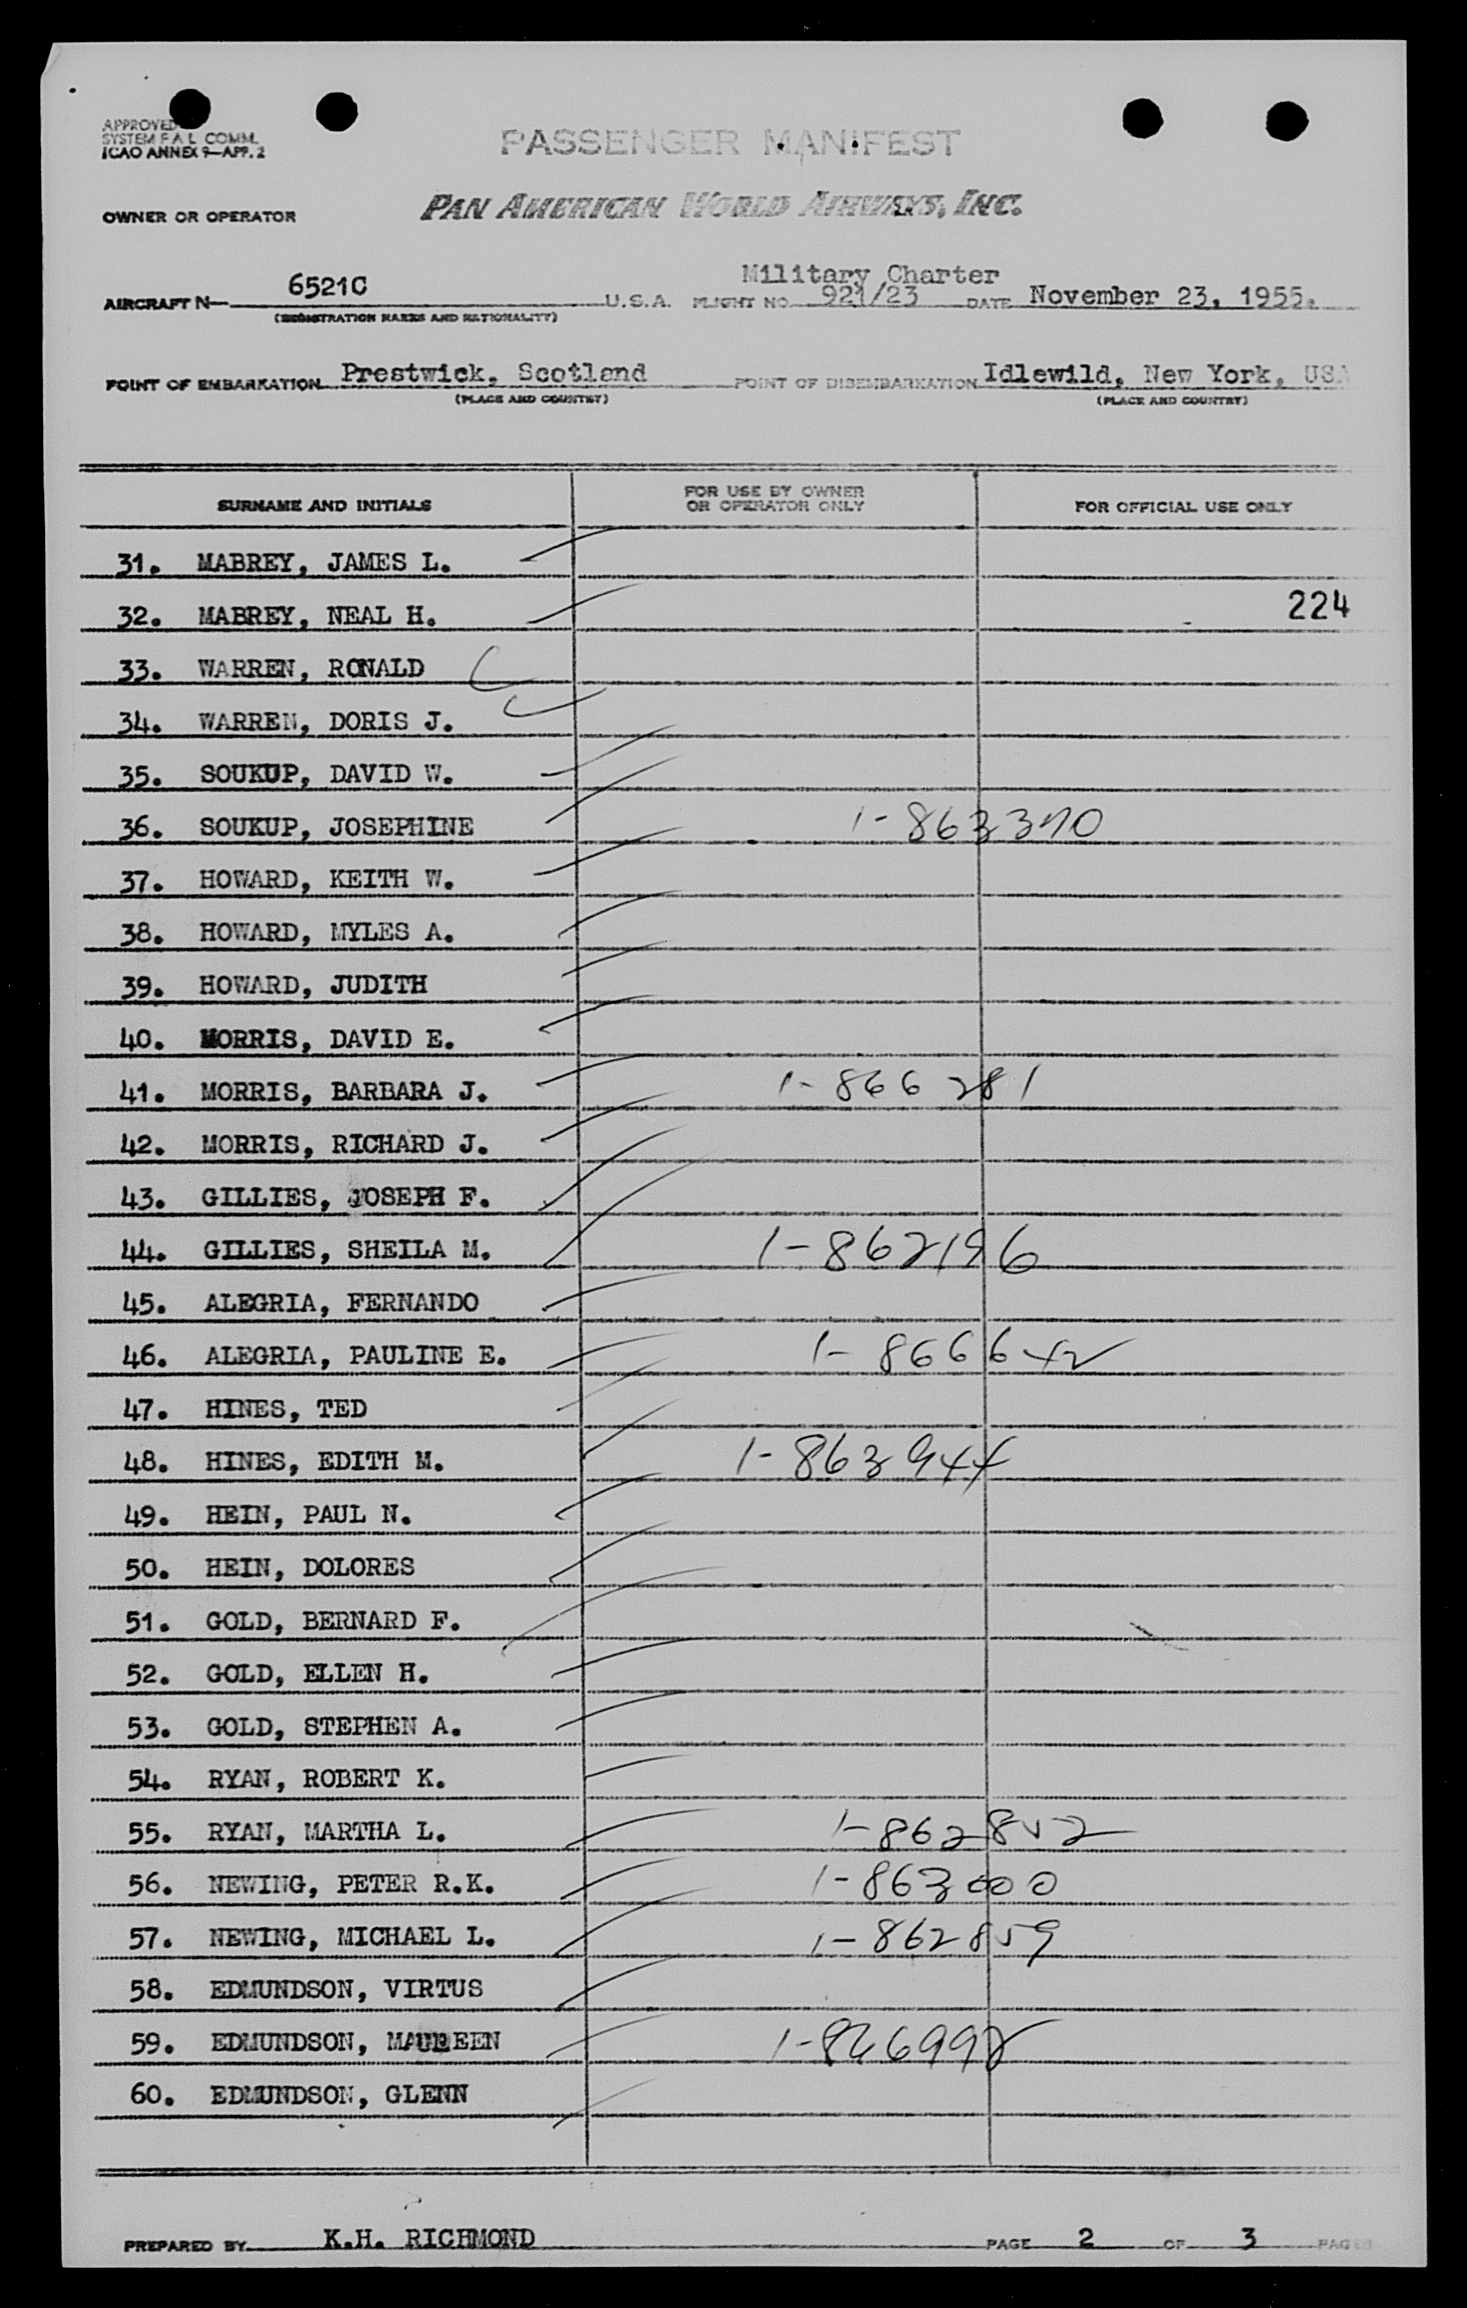 APPROVED
SYSTEM F A L COMM.
ICAO ANNEX 9—APP. 2
PASSENGER MANIFEST
OWNER OR OPERATOR PAN AMERICAN WORLD AIRWAYS, INC.
Military Charter
AIRCRAFT N— 6521C U.S.A. FLIGHT NO. 921/23 DATE November 23, 1955.
(REGISTRATION MARKS AND NATIONALITY)
POINT OF EMBARKATION Prestwick, Scotland POINT OF DISEMBARKATION Idlewild, New York, USA
(PLACE AND COUNTRY) (PLACE AND COUNTRY)
SURNAME AND INITIALS FOR USE BY OWNER OR OPERATOR ONLY FOR OFFICIAL USE ONLY
31. MABREY, JAMES L.
32. MABREY, NEAL H. 224
33. WARREN, RONALD
34. WARREN, DORIS J.
35. SOUKUP, DAVID W.
36. SOUKUP, JOSEPHINE 1-863370
37. HOWARD, KEITH W.
38. HOWARD, MYLES A.
39. HOWARD, JUDITH
40. MORRIS, DAVID E.
41. MORRIS, BARBARA J. 1-866281
42. MORRIS, RICHARD J.
43. GILLIES, JOSEPH F.
44. GILLIES, SHEILA M. 1-862196
45. ALEGRIA, FERNANDO
46. ALEGRIA, PAULINE E. 1-866642
47. HINES, TED
48. HINES, EDITH M. 1-863944
49. HEIN, PAUL N.
50. HEIN, DOLORES
51. GOLD, BERNARD F.
52. GOLD, ELLEN H.
53. GOLD, STEPHEN A.
54. RYAN, ROBERT K.
55. RYAN, MARTHA L. 1-862852
56. NEWING, PETER R.K. 1-863000
57. NEWING, MICHAEL L. 1-862859
58. EDMUNDSON, VIRTUS
59. EDMUNDSON, MAUREEN
60. EDMUNDSON, GLENN
PREPARED BY K.H. RICHMOND PAGE 2 OF 3 PAGES